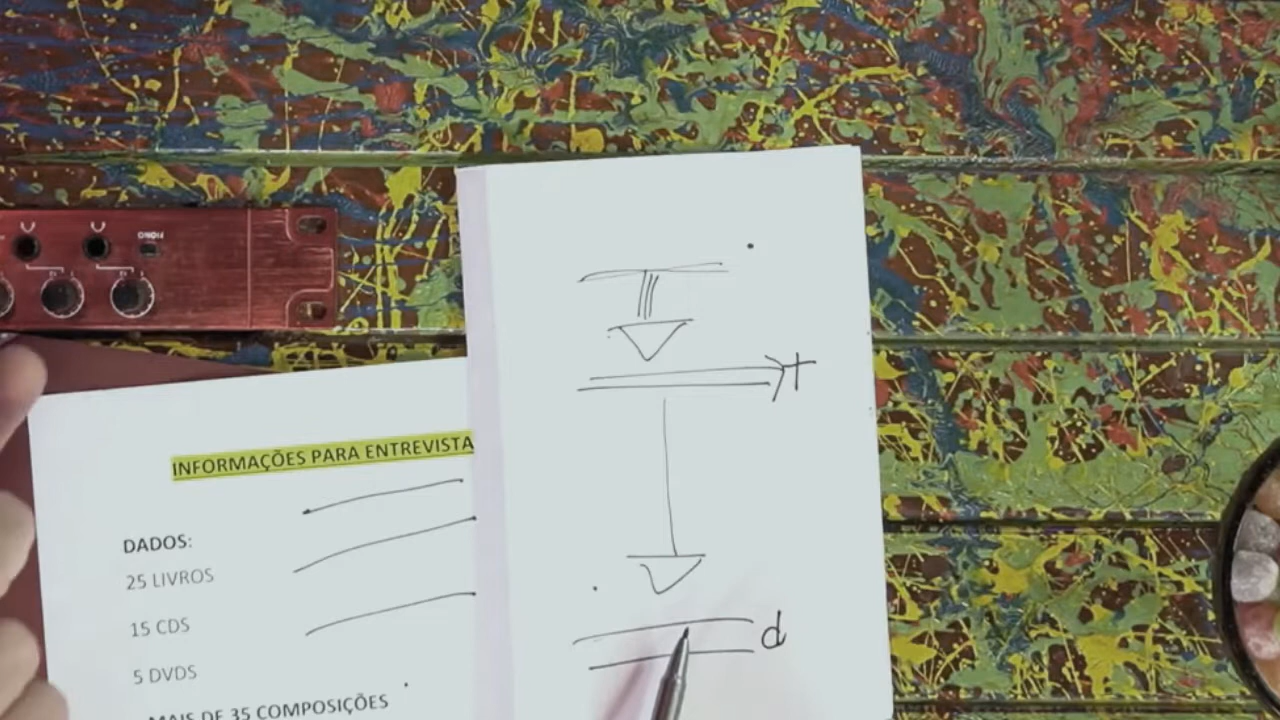 INFORMAÇÕES PARA ENTREVISTA
DADOS:
25 LIVROS
15 CDS
5 DVDS
MAIS DE 35 COMPOSIÇÕES
d